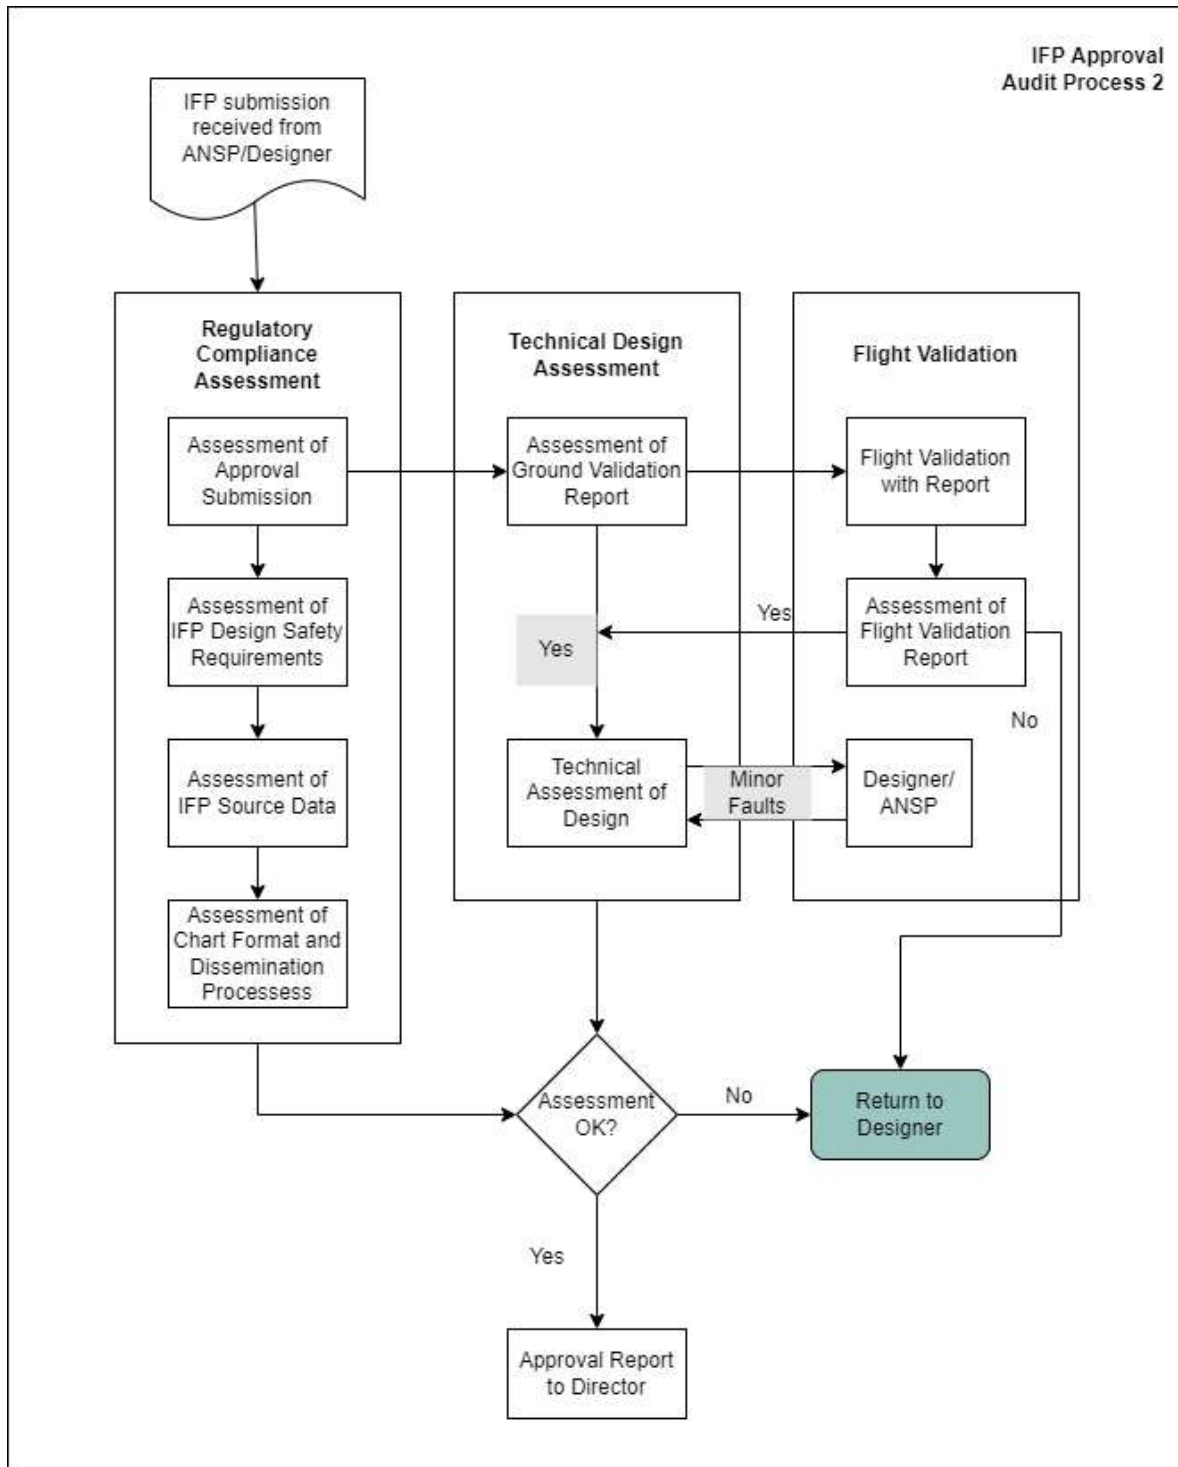 IFP Approval
Audit Process 2
IFP submission
received from
ANSP/Designer
Regulatory
Compliance
Assessment
Technical Design
Assessment
Flight Validation
Assessment of
Approval
Submission
Assessment of
Ground Validation
Report
Flight Validation
with Report
Assessment of
IFP Design Safety
Requirements
Yes
Yes
Assessment of
Flight Validation
Report
No
Assessment of
IFP Source Data
Technical
Assessment of
Design
Minor
Faults
Designer/
ANSP
Assessment of
Chart Format and
Dissemination
Processess
Assessment
OK?
No
Return to
Designer
Yes
Approval Report
to Director